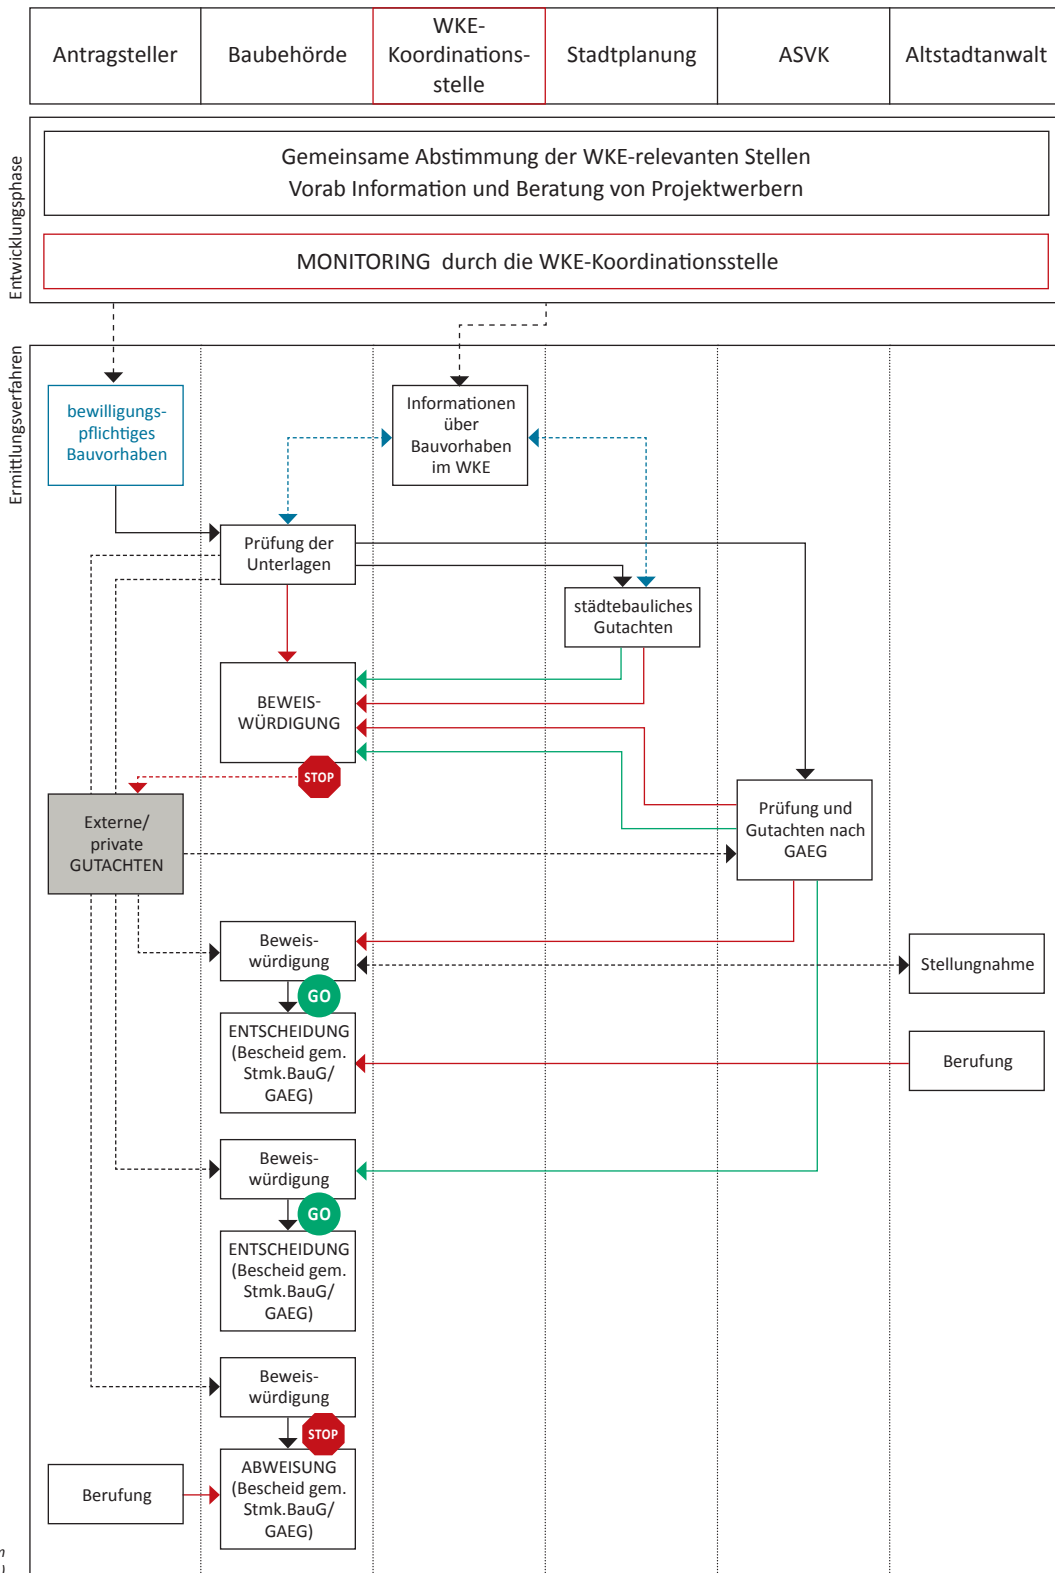 Antragsteller
Baubehörde
WKE-
Koordinations-
stelle
Stadtplanung
ASVK
Altstadtanwalt
Entwicklungsphase
Gemeinsame Abstimmung der WKE-relevanten Stellen
Vorab Information und Beratung von Projektwerbern
MONITORING durch die WKE-Koordinationsstelle
Ermittlungsverfahren
bewilligungs-
pflichtiges
Bauvorhaben
Informationen
über
Bauvorhaben
im WKE
Prüfung der
Unterlagen
städtebauliches
Gutachten
BEWEIS-
WÜRDIGUNG
STOP
Externe/
private
GUTACHTEN
Prüfung und
Gutachten nach
GAEG
Beweis-
würdigung
Stellungnahme
GO
ENTSCHEIDUNG
(Bescheid gem.
Stmk.BauG/
GAEG)
Berufung
Beweis-
würdigung
GO
ENTSCHEIDUNG
(Bescheid gem.
Stmk.BauG/
GAEG)
Beweis-
würdigung
STOP
ABWEISUNG
(Bescheid gem.
Stmk.BauG/
GAEG)
Berufung